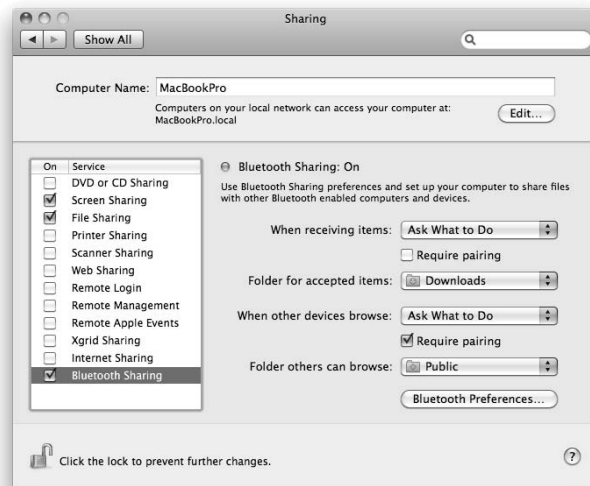 Sharing
Show All
Computer Name: MacBookPro
Computers on your local network can access your computer at:
MacBookPro.local
Edit...
On Service
DVD or CD Sharing
Screen Sharing
File Sharing
Printer Sharing
Scanner Sharing
Web Sharing
Remote Login
Remote Management
Remote Apple Events
Xgrid Sharing
Internet Sharing
Bluetooth Sharing
Bluetooth Sharing: On
Use Bluetooth Sharing preferences and set up your computer to share files
with other Bluetooth enabled computers and devices.
When receiving items: Ask What to Do
Require pairing
Folder for accepted items: Downloads
When other devices browse: Ask What to Do
Require pairing
Folder others can browse: Public
Bluetooth Preferences...
Click the lock to prevent further changes.
?